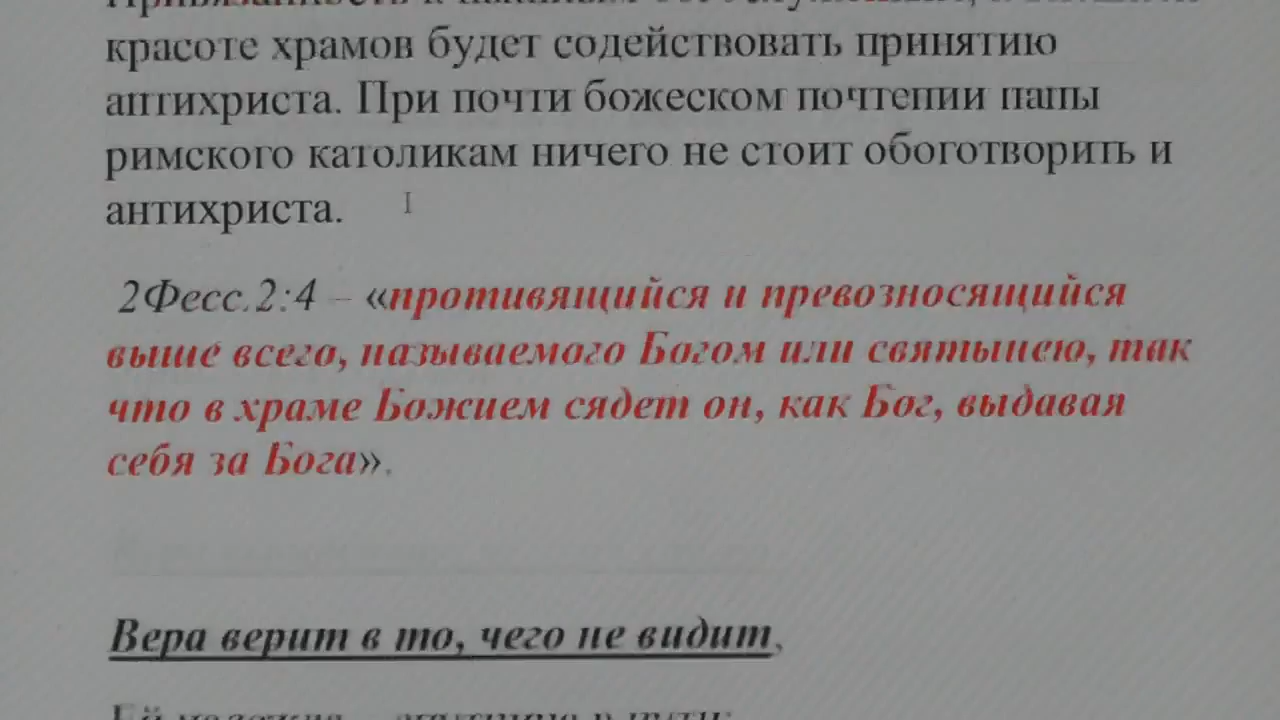 красоте храмов будет содействовать принятию
антихриста. При почти божеском почтении папы
римского католикам ничего не стоит обоготворить и
антихриста.
2Фесс.2:4 – «противящийся и превозносящийся
выше всего, называемого Богом или святынею, так
что в храме Божием сядет он, как Бог, выдавая
себя за Бога».
Вера верит в то, чего не видит,